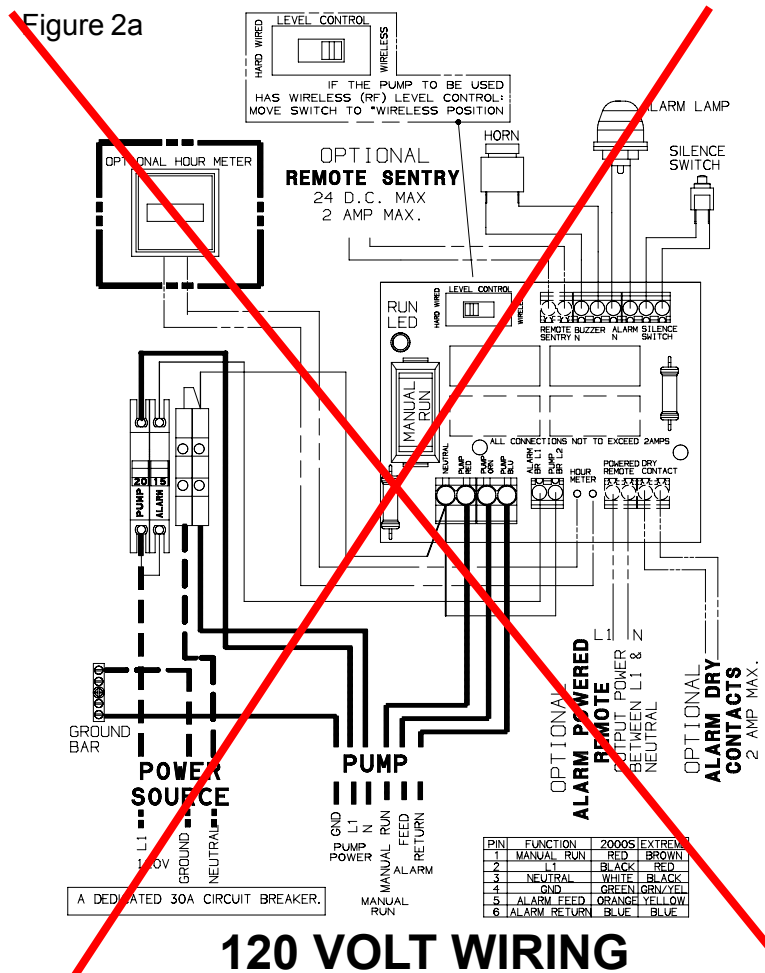 Figure 2a
LEVEL CONTROL
HARD WIRED
WIRELESS
IF THE PUMP TO BE USED
HAS WIRELESS (RF) LEVEL CONTROL:
MOVE SWITCH TO "WIRELESS POSITION
ALARM LAMP
HORN
SILENCE
SWITCH
OPTIONAL HOUR METER
OPTIONAL
REMOTE SENTRY
24 D.C. MAX
2 AMP MAX.
LEVEL CONTROL
HARD WIRED
WIRELESS
RUN
LED
REMOTE BUZZER ALARM SILENCE
SENTRY N N SWITCH
MANUAL
RUN
ALL CONNECTIONS NOT TO EXCEED 2AMPS
NEUTRAL
PUMP
RED
PUMP
ORN
PUMP
BLU
ALARM
BR L1
PUMP
BR L2
HOUR
METER
POWERED DRY
REMOTE CONTACT
20 15
PUMP
ALARM
GROUND
BAR
POWER
SOURCE
L1
120V
GROUND
NEUTRAL
A DEDICATED 30A CIRCUIT BREAKER.
PUMP
GND
L1
N
PUMP
POWER
MANUAL RUN
FEED
RETURN
ALARM
MANUAL
RUN
L1 N
OPTIONAL
ALARM POWERED
REMOTE
OUTPUT POWER
BETWEEN L1 &
NEUTRAL
OPTIONAL
ALARM DRY
CONTACTS
2 AMP MAX.
PIN FUNCTION 2000S EXTREME
1 MANUAL RUN RED BROWN
2 L1 BLACK RED
3 NEUTRAL WHITE BLACK
4 GND GREEN GRN/YEL
5 ALARM FEED ORANGE YELLOW
6 ALARM RETURN BLUE BLUE
120 VOLT WIRING